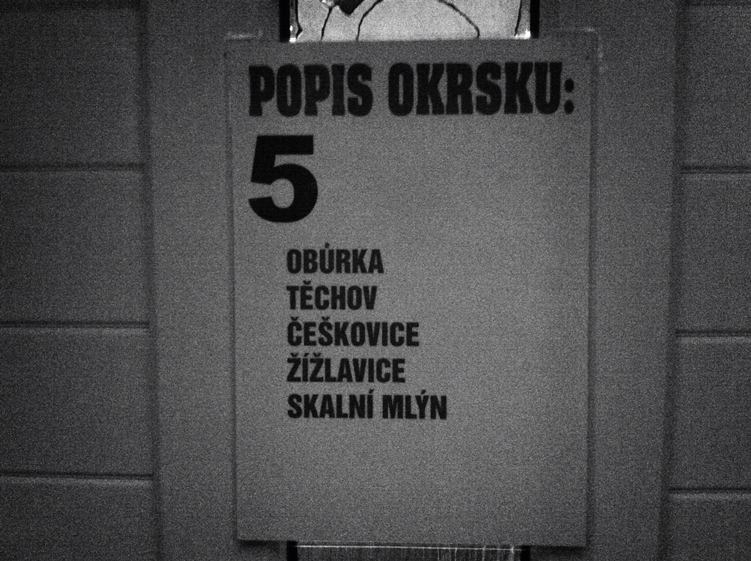 POPIS OKRSKU:
5
OBÚRKA
TĚCHOV
ČEŠKOVICE
ŽÍŽLAVICE
SKALNÍ MLÝN